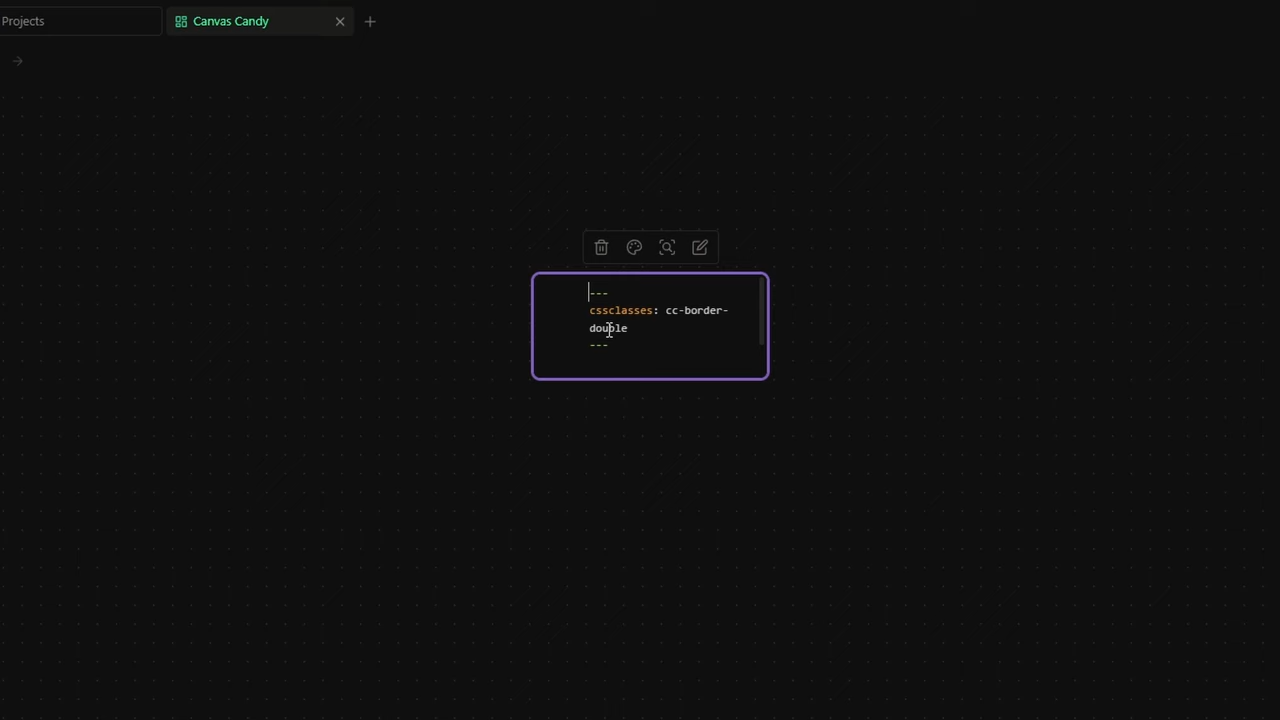 Projects
Canvas Candy
---
cssclasses: cc-border-
double
---